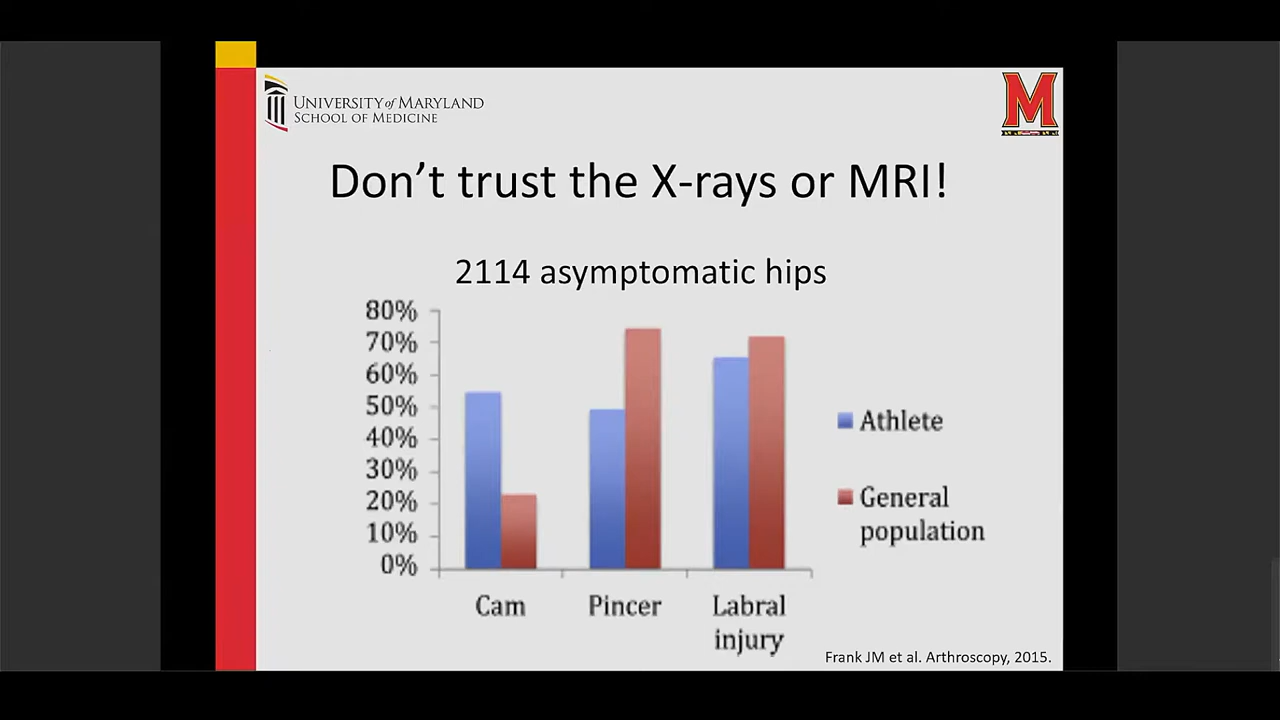 UNIVERSITY of MARYLAND
SCHOOL OF MEDICINE
M
Don't trust the X-rays or MRI!
2114 asymptomatic hips
80%
70%
60%
50%
40%
30%
20%
10%
0%
Cam
Pincer
Labral
injury
Athlete
General
population
Frank JM et al. Arthroscopy, 2015.